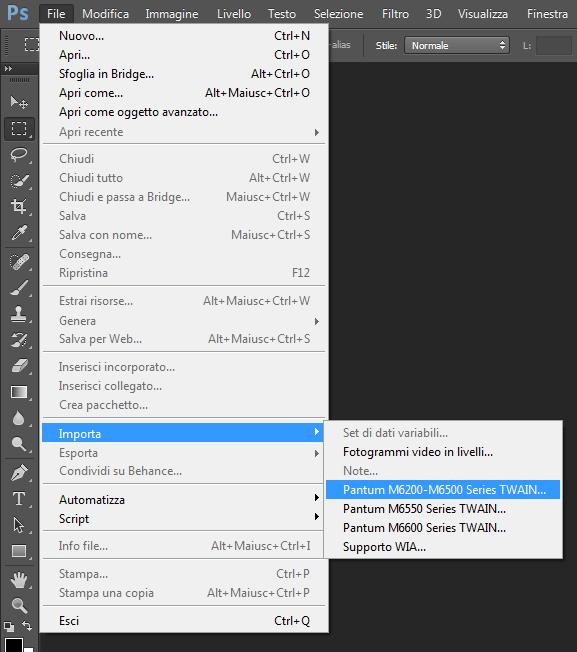 Ps File Modifica Immagine Livello Testo Selezione Filtro 3D Visualizza Finestra
Stile: Normale L:
Nuovo... Ctrl+N
Apri... Ctrl+O
Sfoglia in Bridge... Alt+Ctrl+O
Apri come... Alt+Maiusc+Ctrl+O
Apri come oggetto avanzato...
Apri recente
Chiudi Ctrl+W
Chiudi tutto Alt+Ctrl+W
Chiudi e passa a Bridge... Maiusc+Ctrl+W
Salva Ctrl+S
Salva con nome... Maiusc+Ctrl+S
Consegna...
Ripristina F12
Estrai risorse... Alt+Maiusc+Ctrl+W
Genera
Salva per Web... Alt+Maiusc+Ctrl+S
Inserisci incorporato...
Inserisci collegato...
Crea pacchetto...
Importa
Esporta
Condividi su Behance...
Automatizza
Script
Info file... Alt+Maiusc+Ctrl+I
Stampa... Ctrl+P
Stampa una copia Alt+Maiusc+Ctrl+P
Esci Ctrl+Q
Set di dati variabili...
Fotogrammi video in livelli...
Note...
Pantum M6200-M6500 Series TWAIN...
Pantum M6550 Series TWAIN...
Pantum M6600 Series TWAIN...
Supporto WIA...